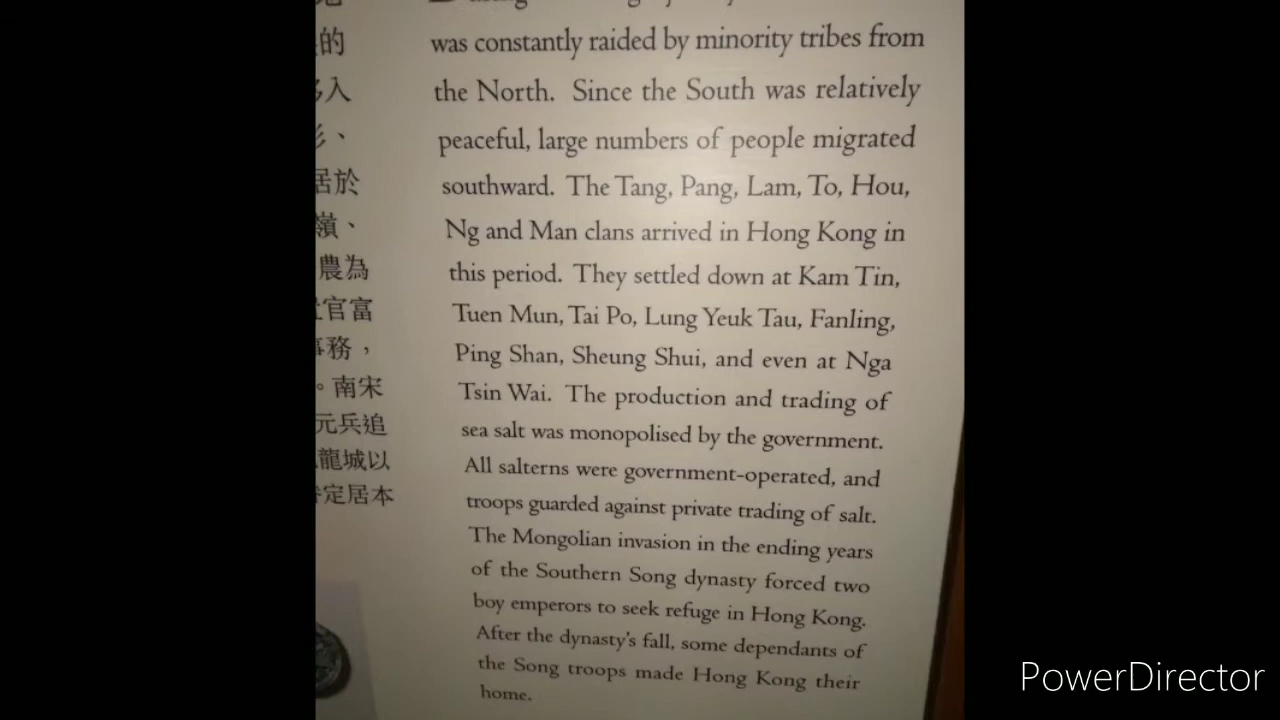 的
入
、
居於
嶺、
農為
官富
事務，
。南宋
元兵追
龍城以
定居本
was constantly raided by minority tribes from
the North. Since the South was relatively
peaceful, large numbers of people migrated
southward. The Tang, Pang, Lam, To, Hou,
Ng and Man clans arrived in Hong Kong in
this period. They settled down at Kam Tin,
Tuen Mun, Tai Po, Lung Yeuk Tau, Fanling,
Ping Shan, Sheung Shui, and even at Nga
Tsin Wai. The production and trading of
sea salt was monopolised by the government.
All salterns were government-operated, and
troops guarded against private trading of salt.
The Mongolian invasion in the ending years
of the Southern Song dynasty forced two
boy emperors to seek refuge in Hong Kong.
After the dynasty's fall, some dependants of
the Song troops made Hong Kong their
home.
PowerDirector